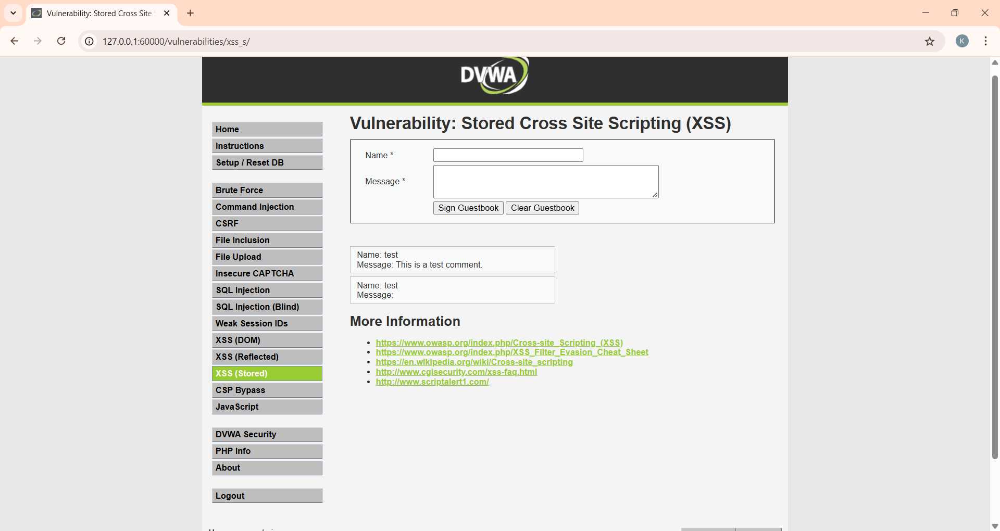 Vulnerability: Stored Cross Site
127.0.0.1:60000/vulnerabilities/xss_s/
K
DVWA
Home
Instructions
Setup / Reset DB
Brute Force
Command Injection
CSRF
File Inclusion
File Upload
Insecure CAPTCHA
SQL Injection
SQL Injection (Blind)
Weak Session IDs
XSS (DOM)
XSS (Reflected)
XSS (Stored)
CSP Bypass
JavaScript
DVWA Security
PHP Info
About
Logout
Vulnerability: Stored Cross Site Scripting (XSS)
Name *
Message *
Sign Guestbook Clear Guestbook
Name: test
Message: This is a test comment.
Name: test
Message:
More Information
https://www.owasp.org/index.php/Cross-site_Scripting_(XSS)
https://www.owasp.org/index.php/XSS_Filter_Evasion_Cheat_Sheet
https://en.wikipedia.org/wiki/Cross-site_scripting
http://www.cgisecurity.com/xss-faq.html
http://www.scriptalert1.com/